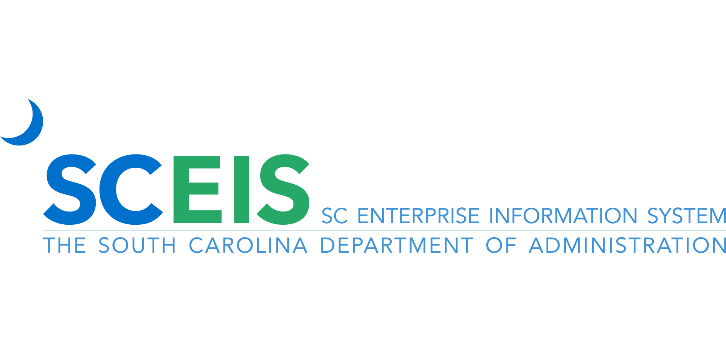 SCEIS SC ENTERPRISE INFORMATION SYSTEM
THE SOUTH CAROLINA DEPARTMENT OF ADMINISTRATION